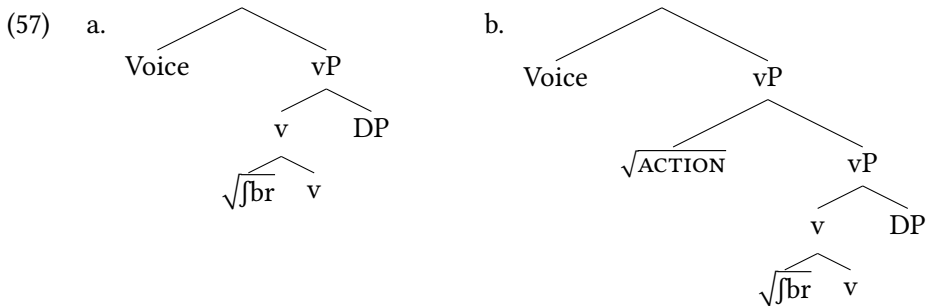 (57) a. b.
Voice vP Voice vP
v DP √ACTION vP
√ʃbr v v DP
√ʃbr v